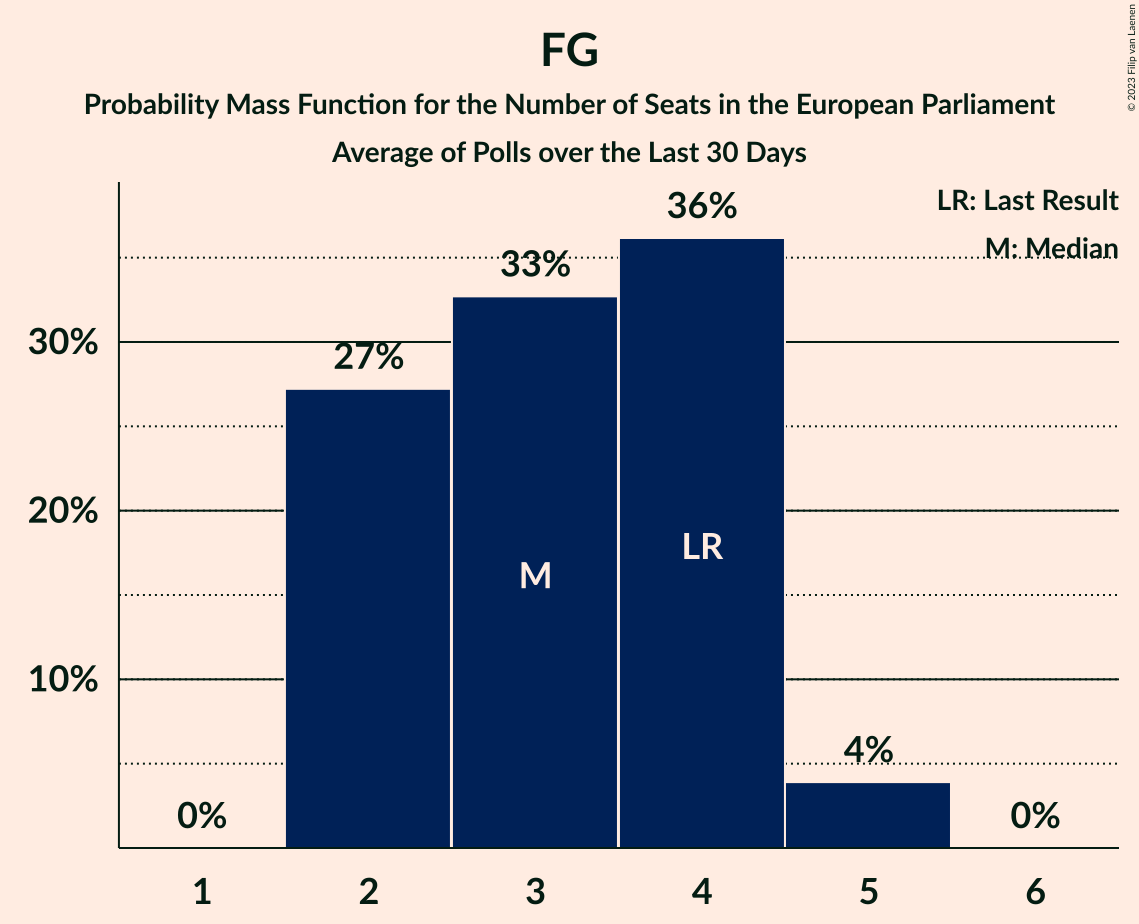 FG
Probability Mass Function for the Number of Seats in the European Parliament
Average of Polls over the Last 30 Days
© 2023 Filip van Laenen
LR: Last Result
M: Median
36%
33%
27%
4%
0%
0%
30%
20%
10%
M
LR
1 2 3 4 5 6